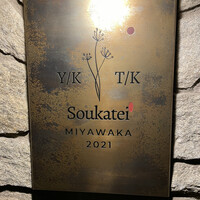 Y/K T/K
Soukatei
MIYAWAKA
2021